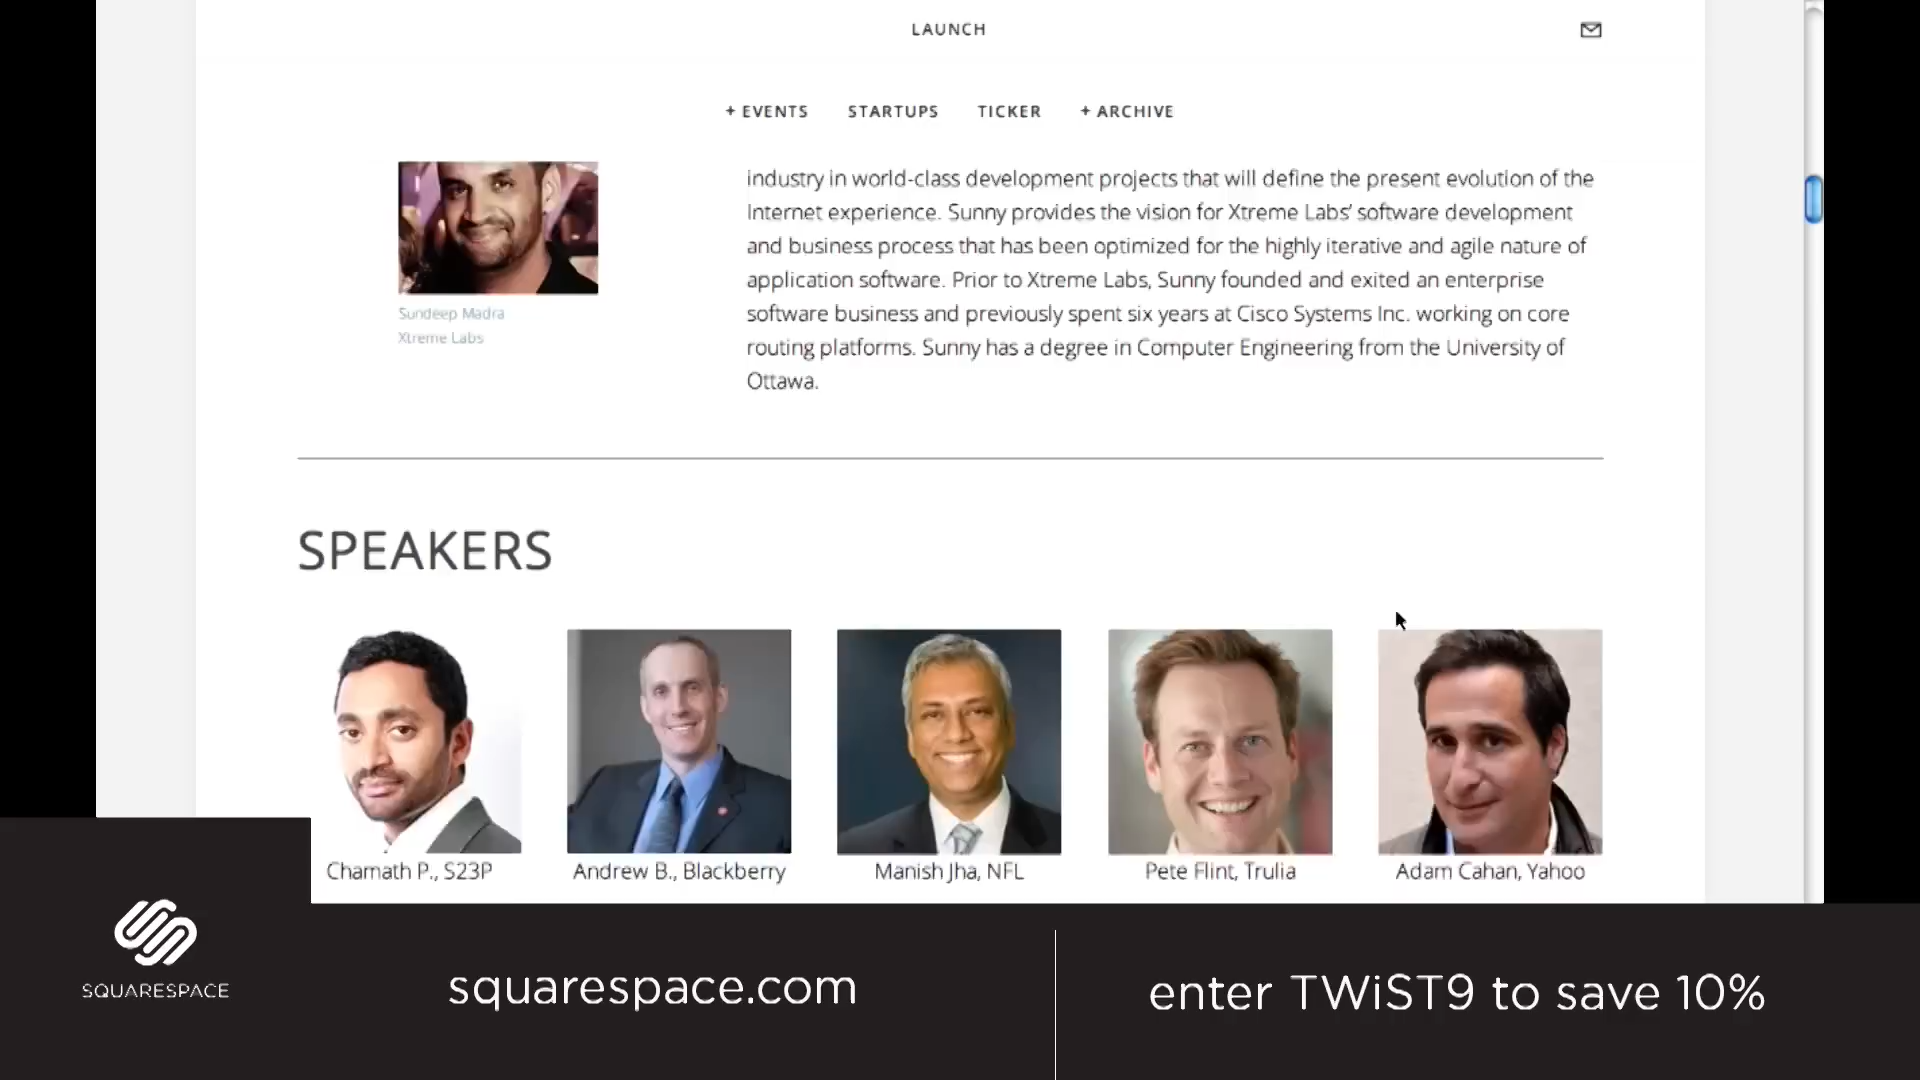 LAUNCH
+ EVENTS STARTUPS TICKER + ARCHIVE
industry in world-class development projects that will define the present evolution of the
Internet experience. Sunny provides the vision for Xtreme Labs’ software development
and business process that has been optimized for the highly iterative and agile nature of
application software. Prior to Xtreme Labs, Sunny founded and exited an enterprise
software business and previously spent six years at Cisco Systems Inc. working on core
routing platforms. Sunny has a degree in Computer Engineering from the University of
Ottawa.
Sundeep Madra
Xtreme Labs
SPEAKERS
Chamath P., S23P
Andrew B., Blackberry
Manish Jha, NFL
Pete Flint, Trulia
Adam Cahan, Yahoo
SQUARESPACE
squarespace.com
enter TWiST9 to save 10%